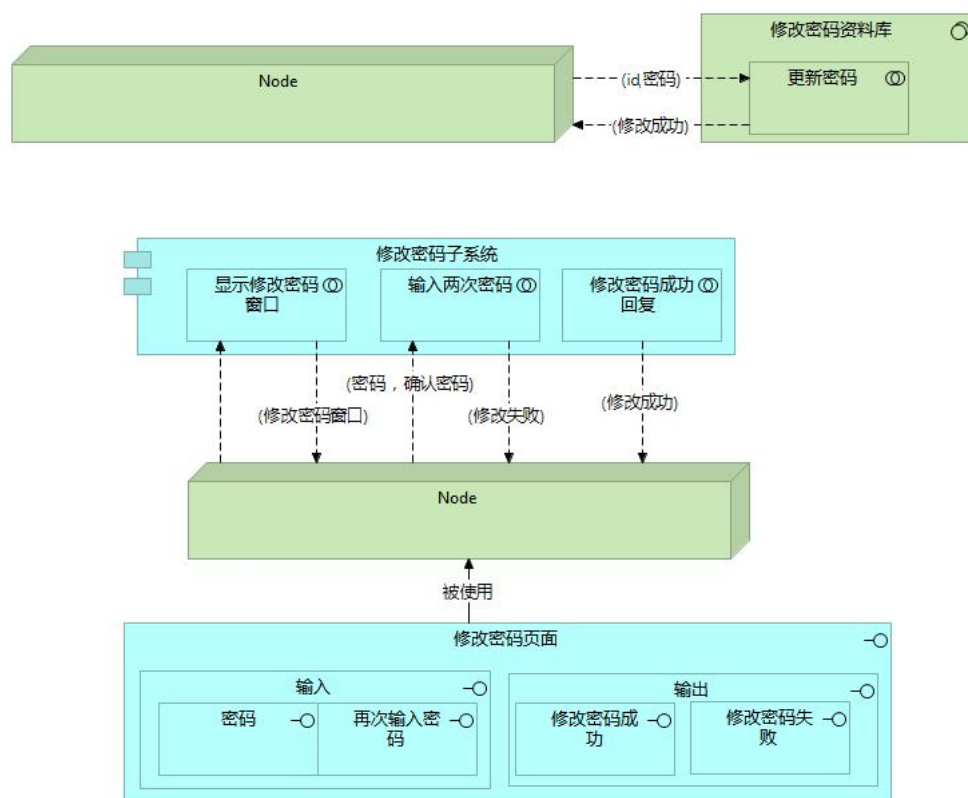 修改密码资料库
Node
更新密码
(id,密码)
(修改成功)
修改密码子系统
显示修改密码
窗口
输入两次密码
修改密码成功
回复
(密码，确认密码)
(修改密码窗口)
(修改失败)
(修改成功)
Node
被使用
修改密码页面
输入
输出
密码
再次输入密
码
修改密码成
功
修改密码失
败